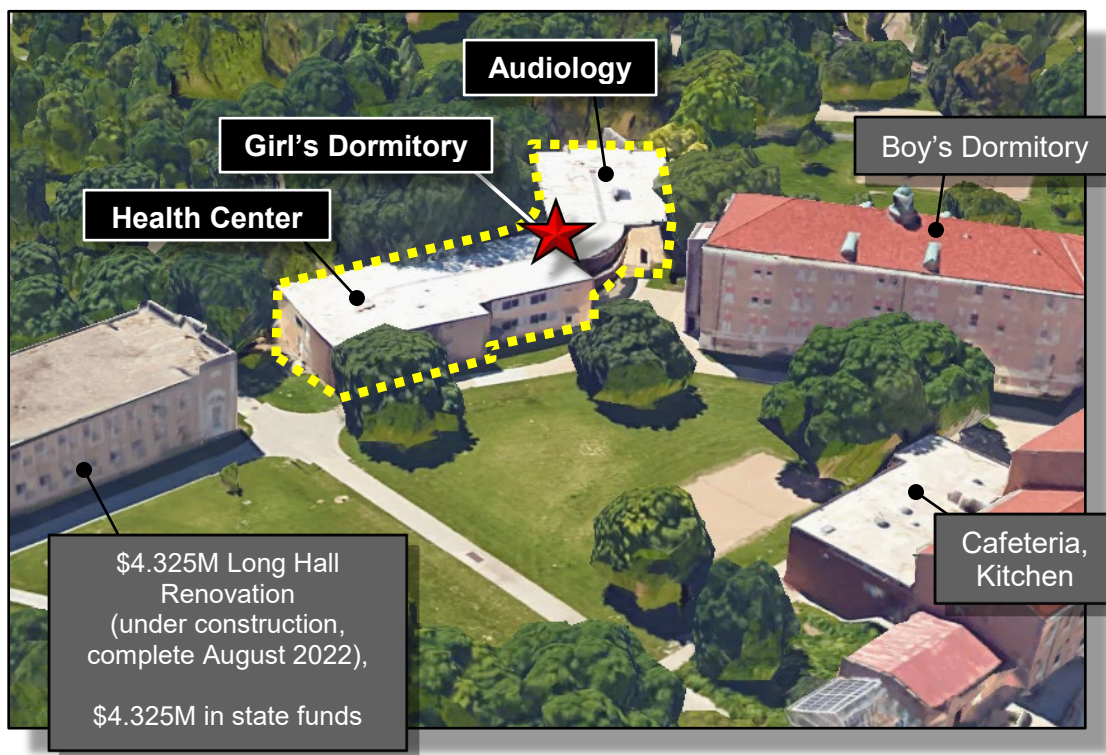 Audiology
Girl's Dormitory
Boy's Dormitory
Health Center
Cafeteria,
Kitchen
$4.325M Long Hall
Renovation
(under construction,
complete August 2022),
$4.325M in state funds